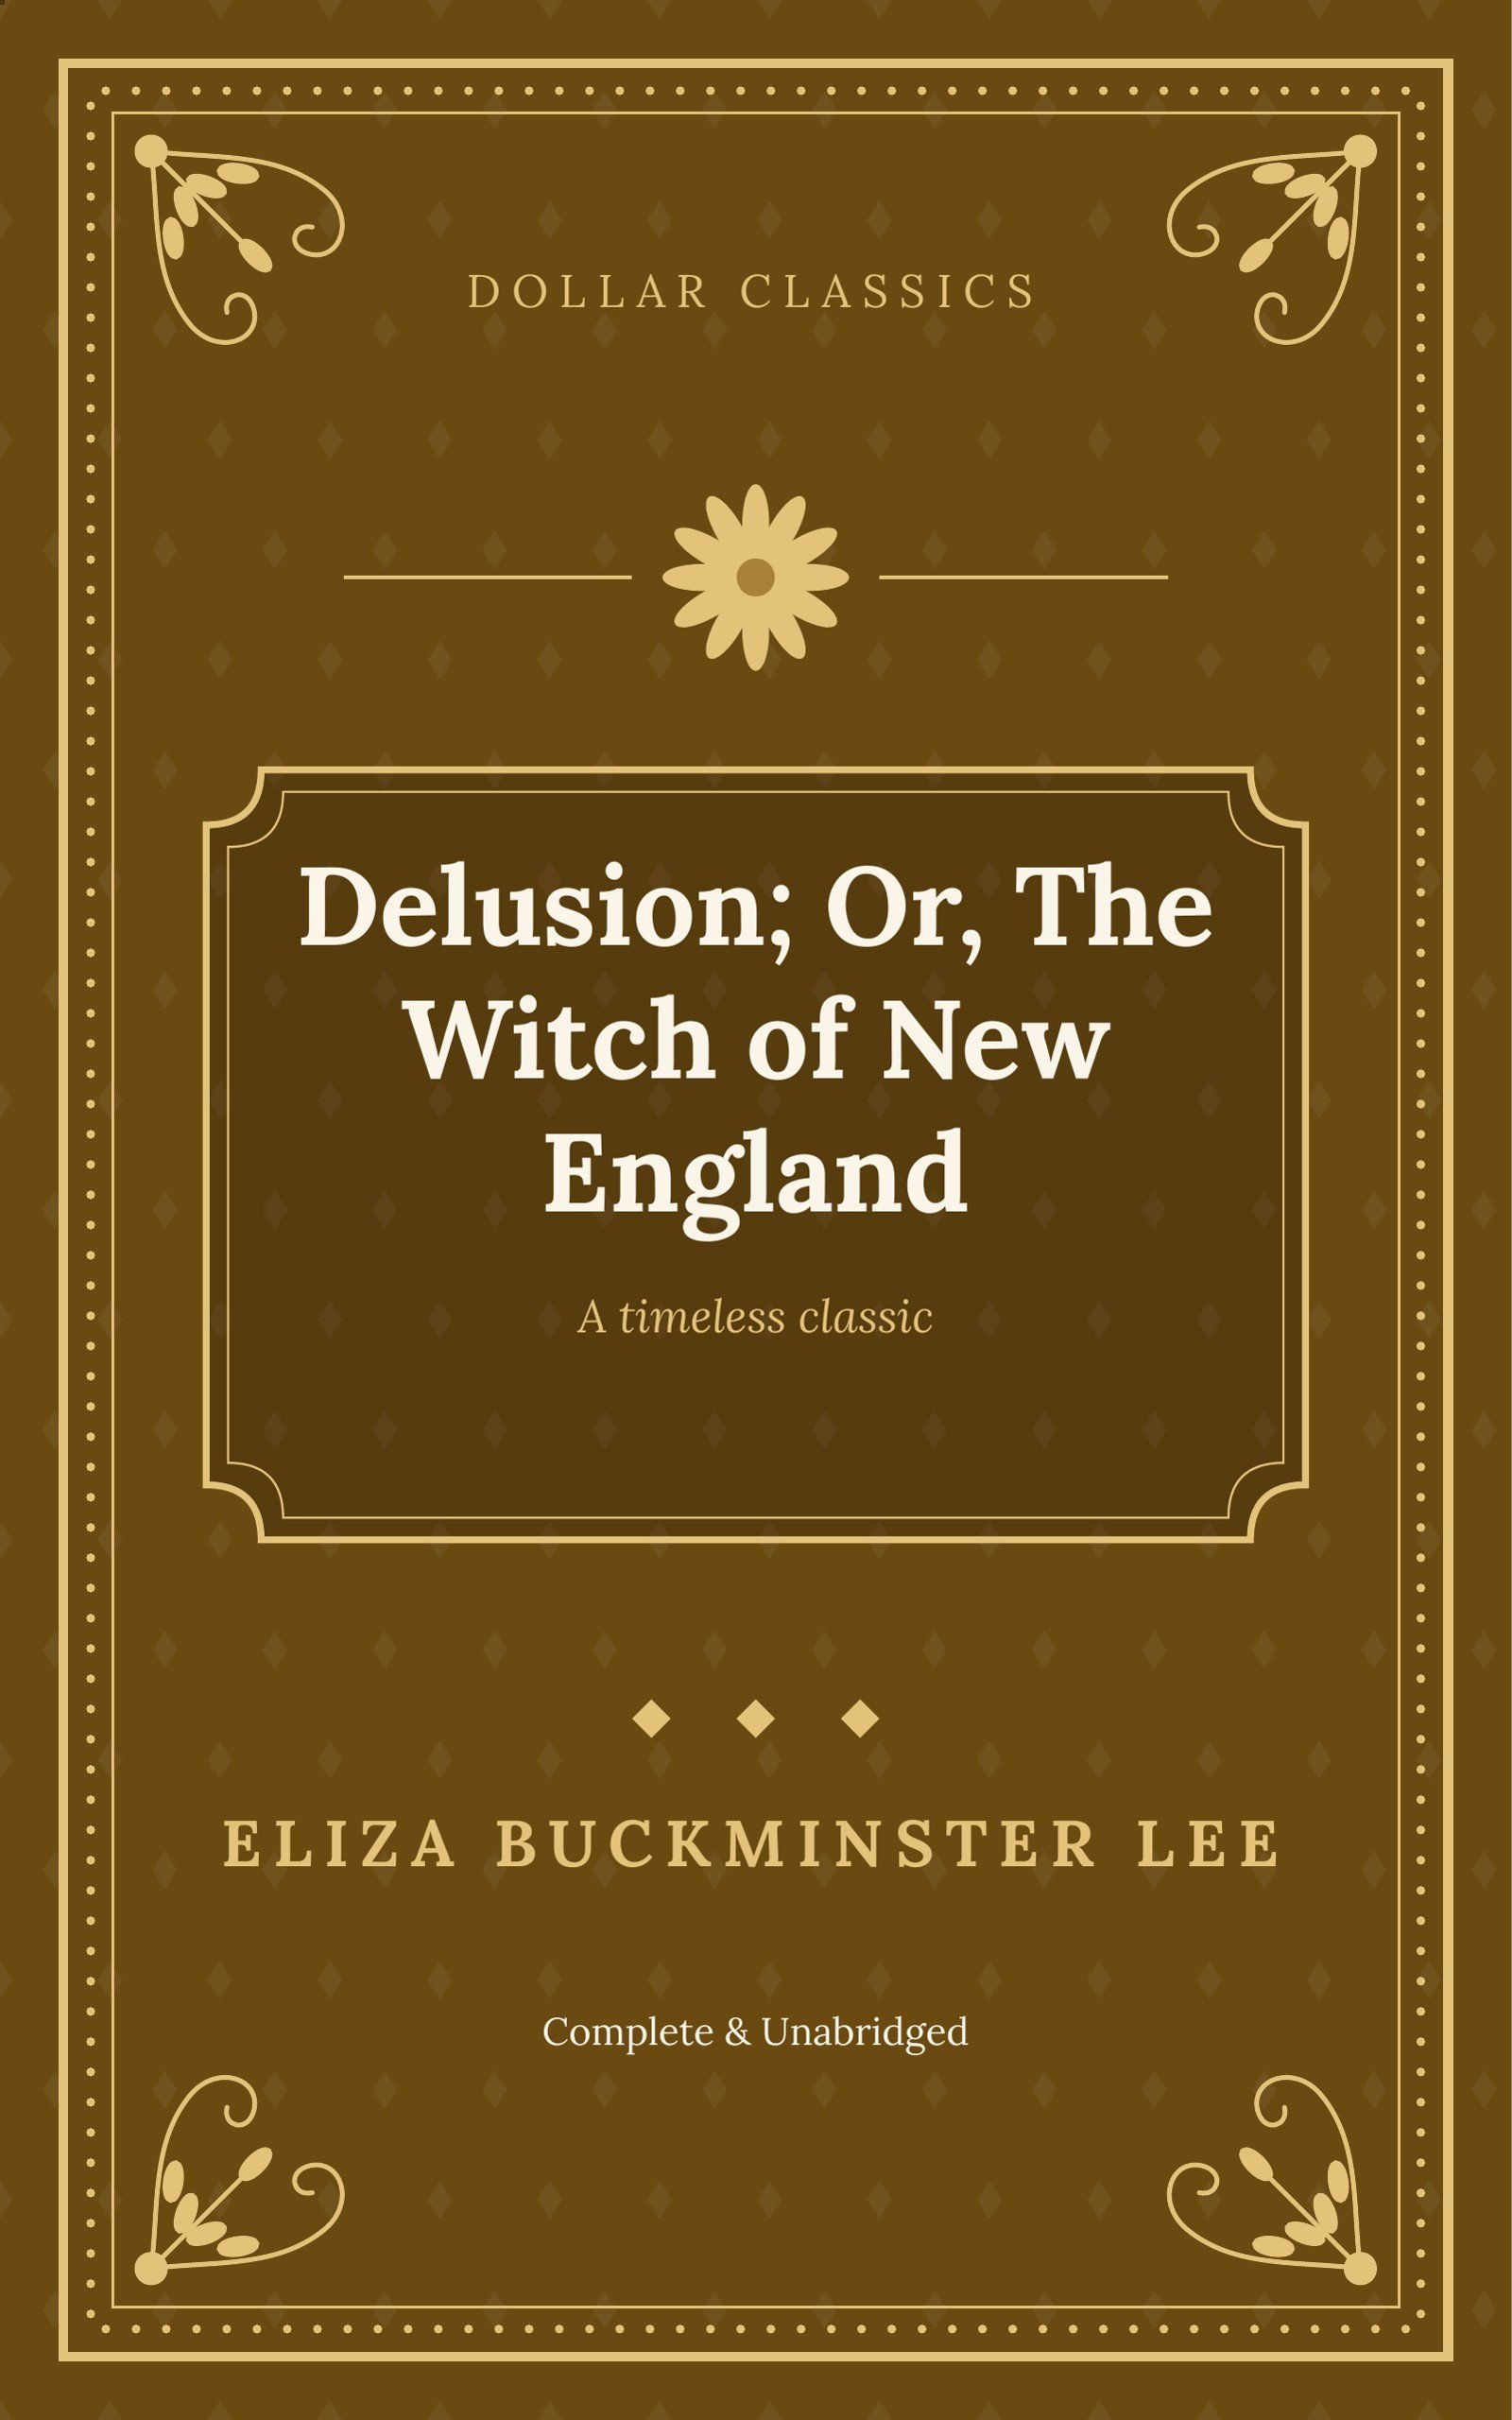 DOLLAR CLASSICS
Delusion; Or, The
Witch of New
England
A timeless classic
ELIZA BUCKMINSTER LEE
Complete & Unabridged